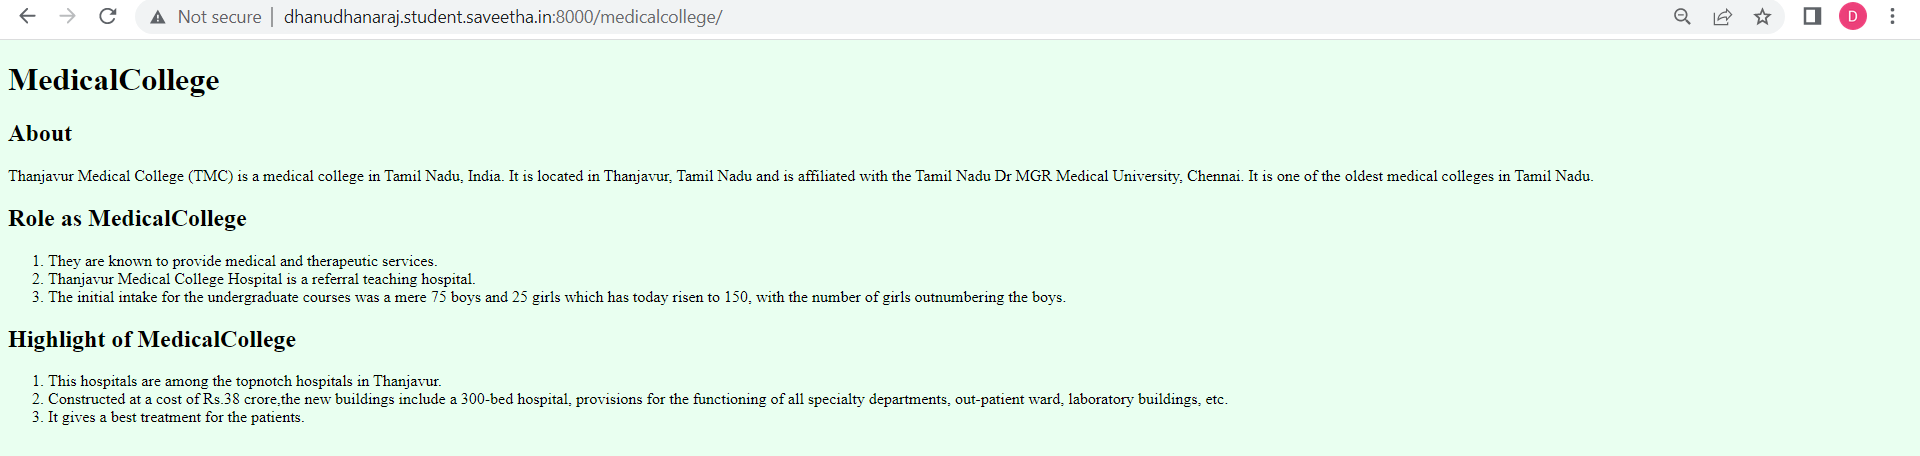 Not secure | dhanudhanaraj.student.saveetha.in:8000/medicalcollege/
D
MedicalCollege
About
Thanjavur Medical College (TMC) is a medical college in Tamil Nadu, India. It is located in Thanjavur, Tamil Nadu and is affiliated with the Tamil Nadu Dr MGR Medical University, Chennai. It is one of the oldest medical colleges in Tamil Nadu.
Role as MedicalCollege
1. They are known to provide medical and therapeutic services.
2. Thanjavur Medical College Hospital is a referral teaching hospital.
3. The initial intake for the undergraduate courses was a mere 75 boys and 25 girls which has today risen to 150, with the number of girls outnumbering the boys.
Highlight of MedicalCollege
1. This hospitals are among the topnotch hospitals in Thanjavur.
2. Constructed at a cost of Rs.38 crore,the new buildings include a 300-bed hospital, provisions for the functioning of all specialty departments, out-patient ward, laboratory buildings, etc.
3. It gives a best treatment for the patients.